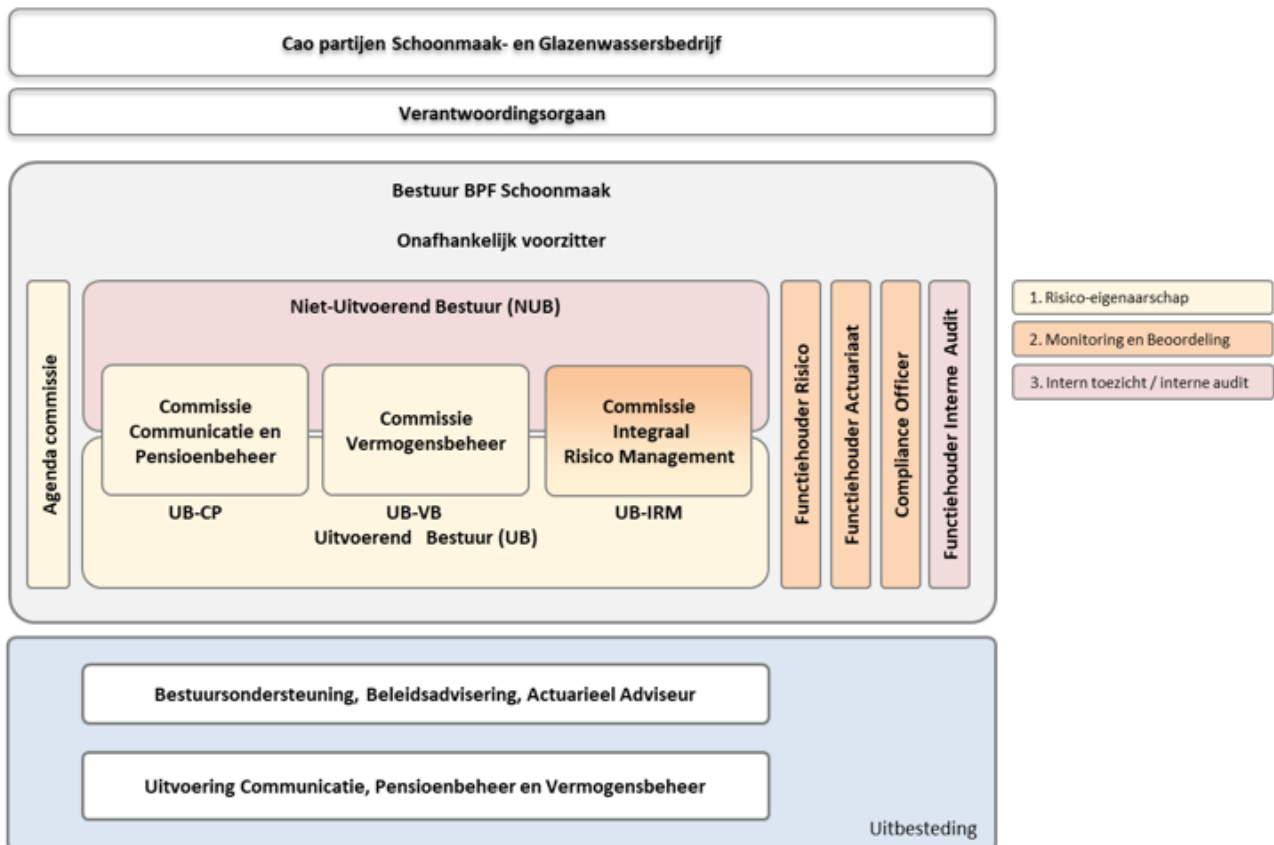 Cao partijen Schoonmaak- en Glazenwassersbedrijf
Verantwoordingsorgaan
Bestuur BPF Schoonmaak
Onafhankelijk voorzitter
Agenda commissie
Niet-Uitvoerend Bestuur (NUB)
Commissie
Communicatie en
Pensioenbeheer
Commissie
Vermogensbeheer
Commissie
Integraal
Risico Management
UB-CP
UB-VB
UB-IRM
Uitvoerend Bestuur (UB)
Functiehouder Risico
Functiehouder Actuariaat
Compliance Officer
Functiehouder Interne Audit
1. Risico-eigenaarschap
2. Monitoring en Beoordeling
3. Intern toezicht / interne audit
Bestuursondersteuning, Beleidsadvisering, Actuarieel Adviseur
Uitvoering Communicatie, Pensioenbeheer en Vermogensbeheer
Uitbesteding